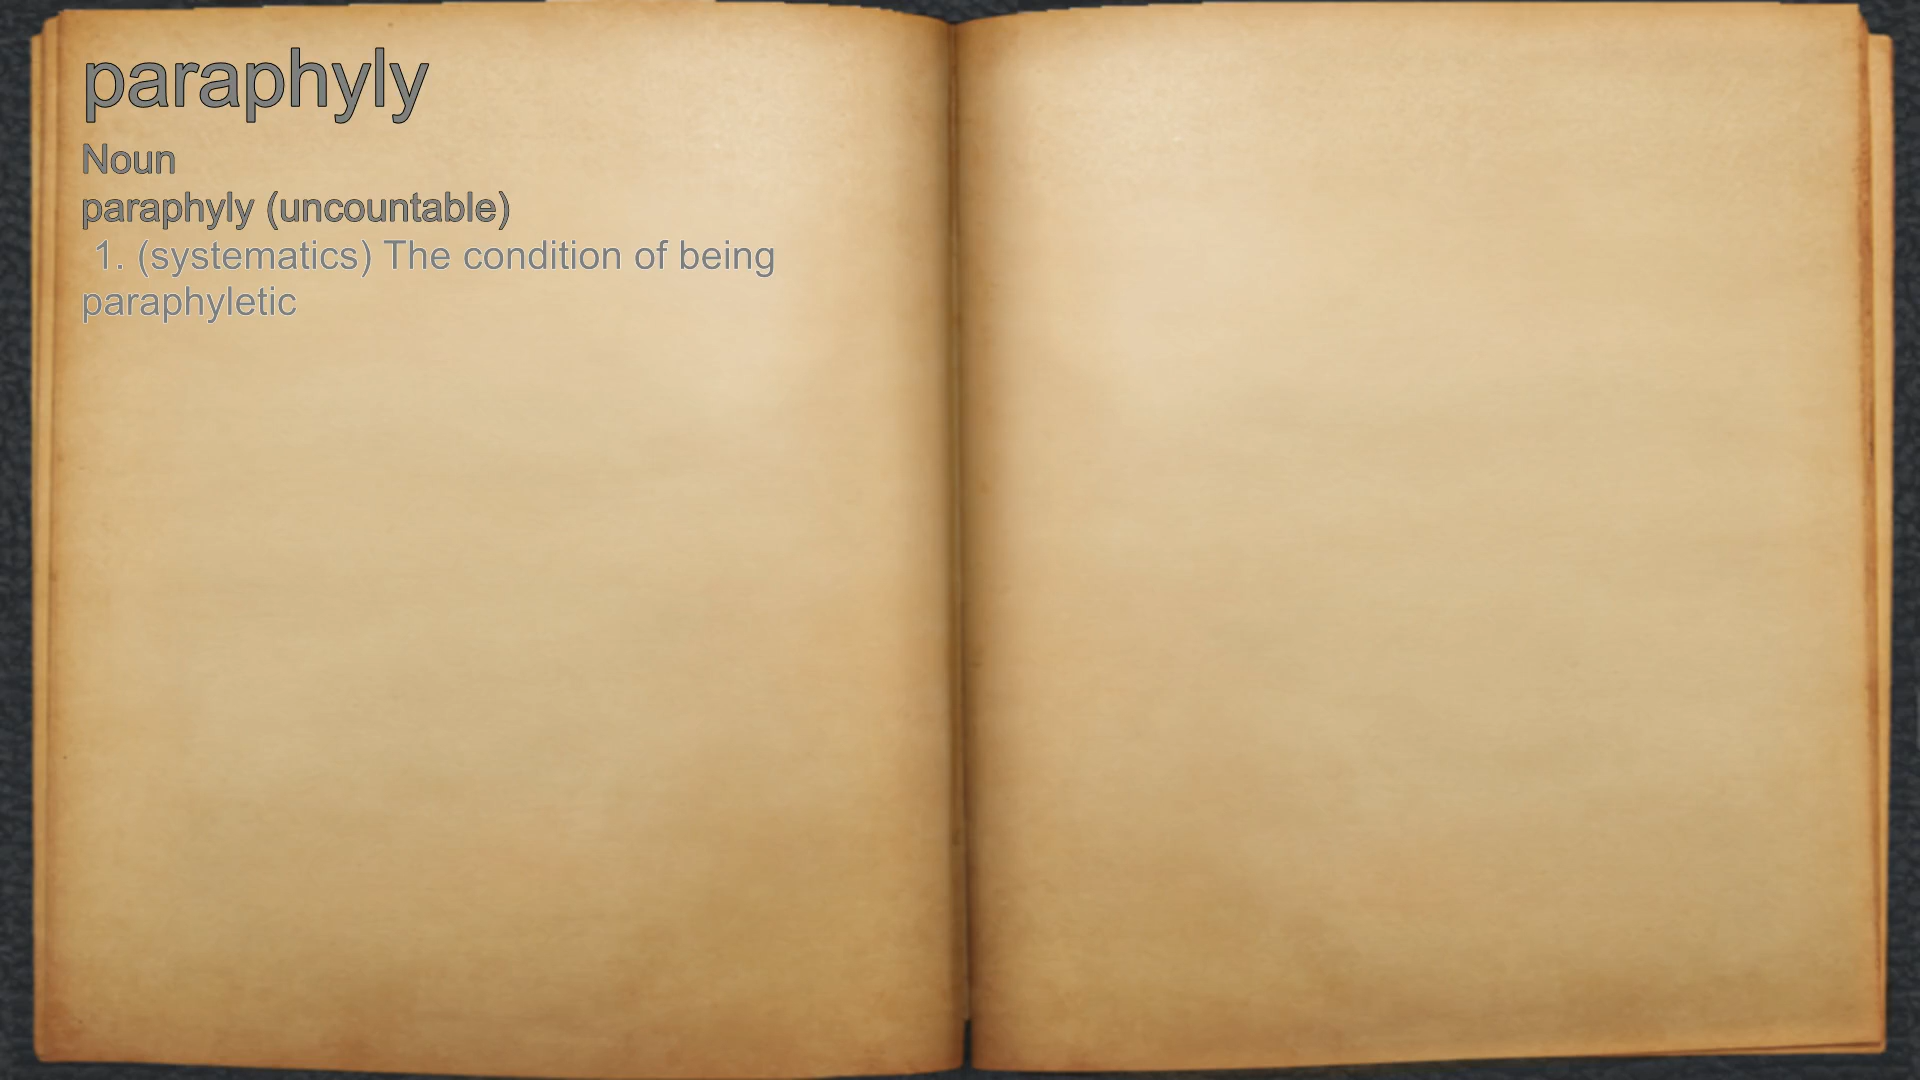 paraphyly
Noun
paraphyly (uncountable)
1. (systematics) The condition of being
paraphyletic